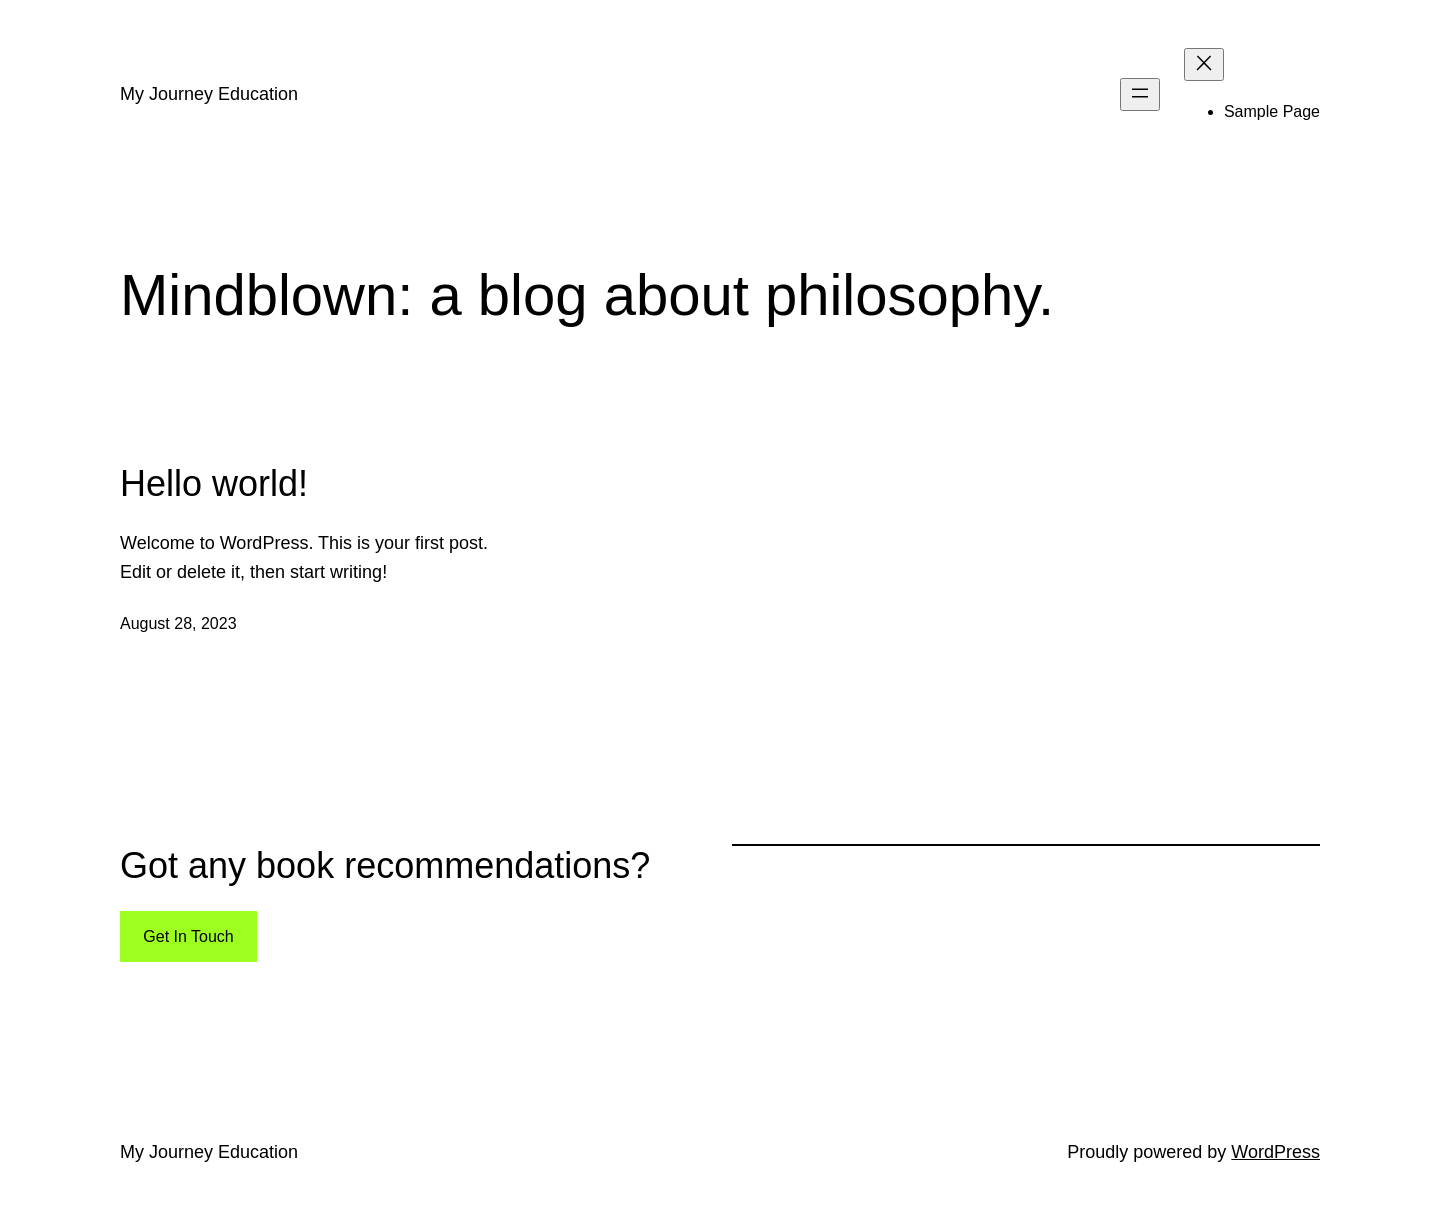 My Journey Education
Sample Page
Mindblown: a blog about philosophy.
Hello world!
Welcome to WordPress. This is your first post.
Edit or delete it, then start writing!
August 28, 2023
Got any book recommendations?
Get In Touch
My Journey Education
Proudly powered by WordPress